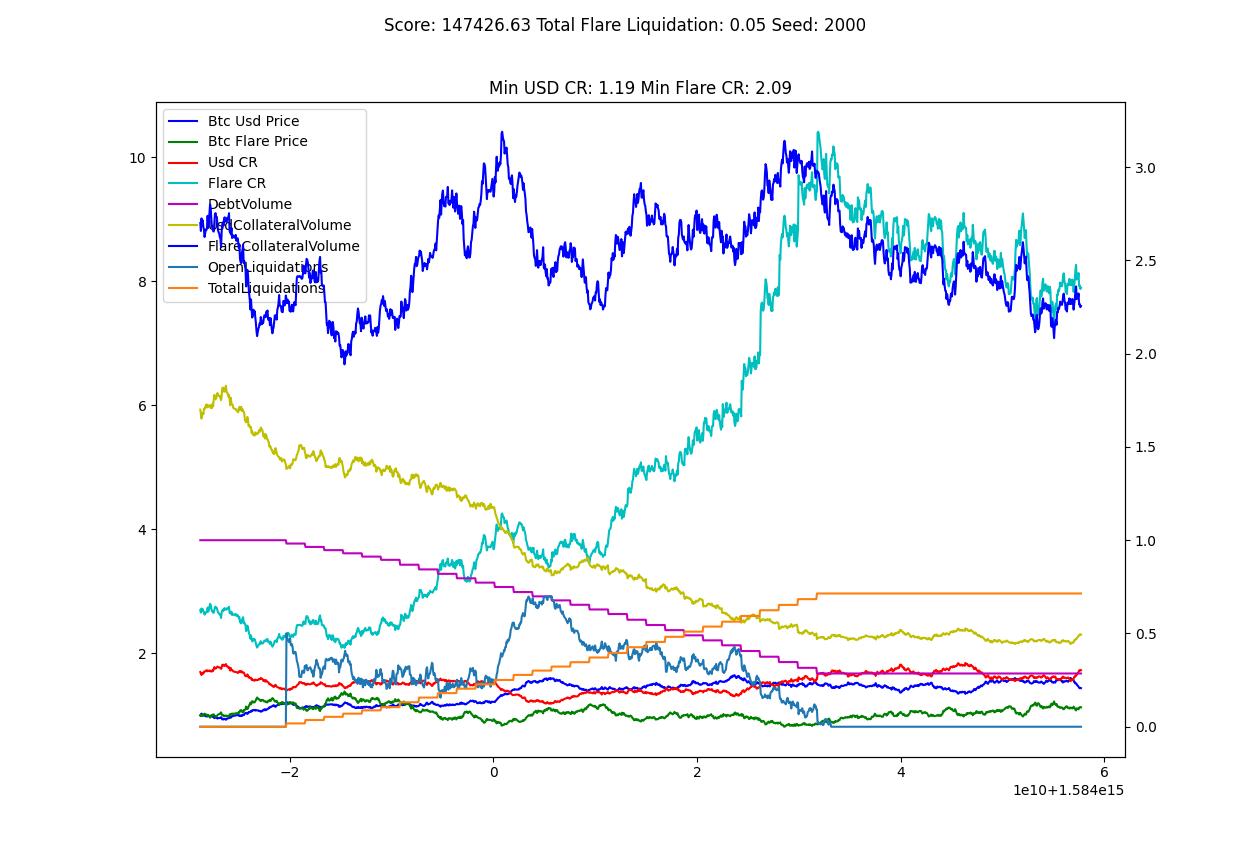 Score: 147426.63 Total Flare Liquidation: 0.05 Seed: 2000
Min USD CR: 1.19 Min Flare CR: 2.09
Btc Usd Price
Btc Flare Price
Usd CR
Flare CR
DebtVolume
UsdCollateralVolume
FlareCollateralVolume
OpenLiquidations
TotalLiquidations
10
8
6
4
2
3.0
2.5
2.0
1.5
1.0
0.5
0.0
−2
0
2
4
6
1e10+1.584e15